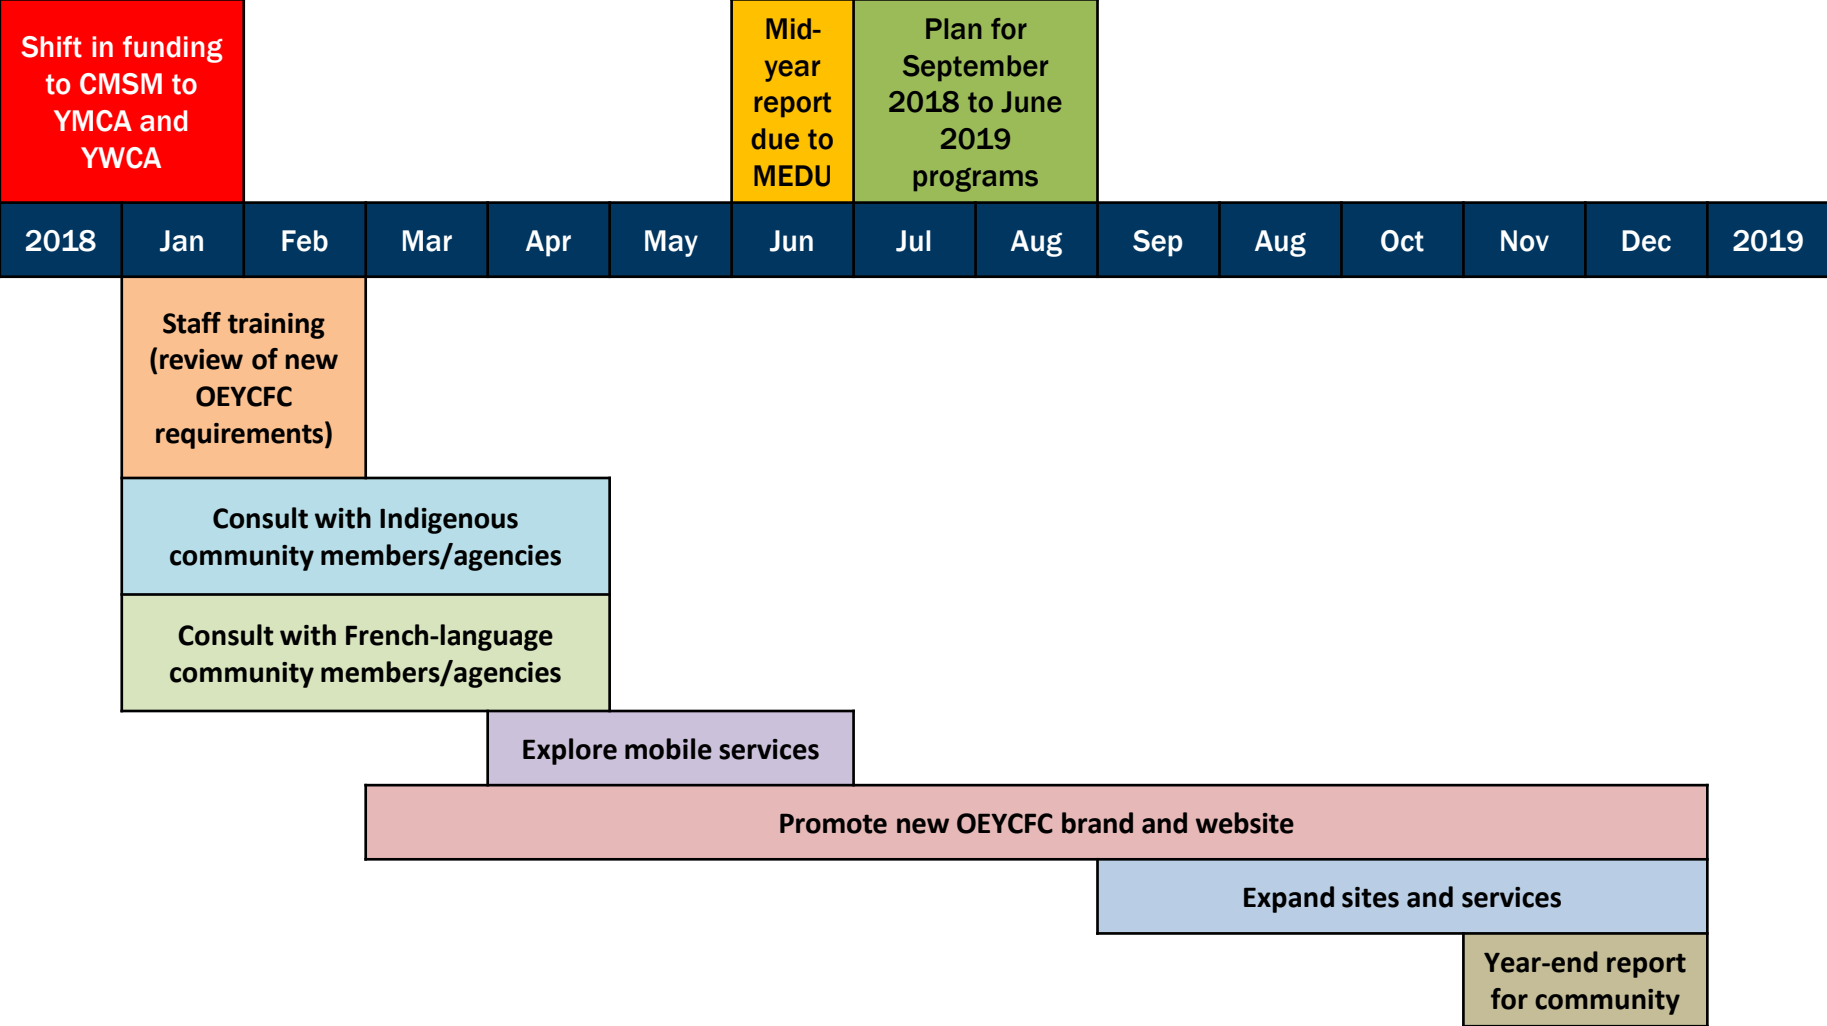 Shift in funding
to CMSM to
YMCA and
YWCA
Mid-
year
report
due to
MEDU
Plan for
September
2018 to June
2019
programs
2018 Jan Feb Mar Apr May Jun Jul Aug Sep Aug Oct Nov Dec 2019
Staff training
(review of new
OEYCFC
requirements)
Consult with Indigenous
community members/agencies
Consult with French-language
community members/agencies
Explore mobile services
Promote new OEYCFC brand and website
Expand sites and services
Year-end report
for community